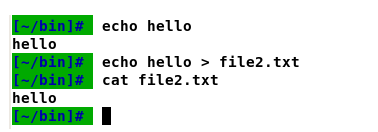 [~/bin]# echo hello
hello
[~/bin]# echo hello > file2.txt
[~/bin]# cat file2.txt
hello
[~/bin]#